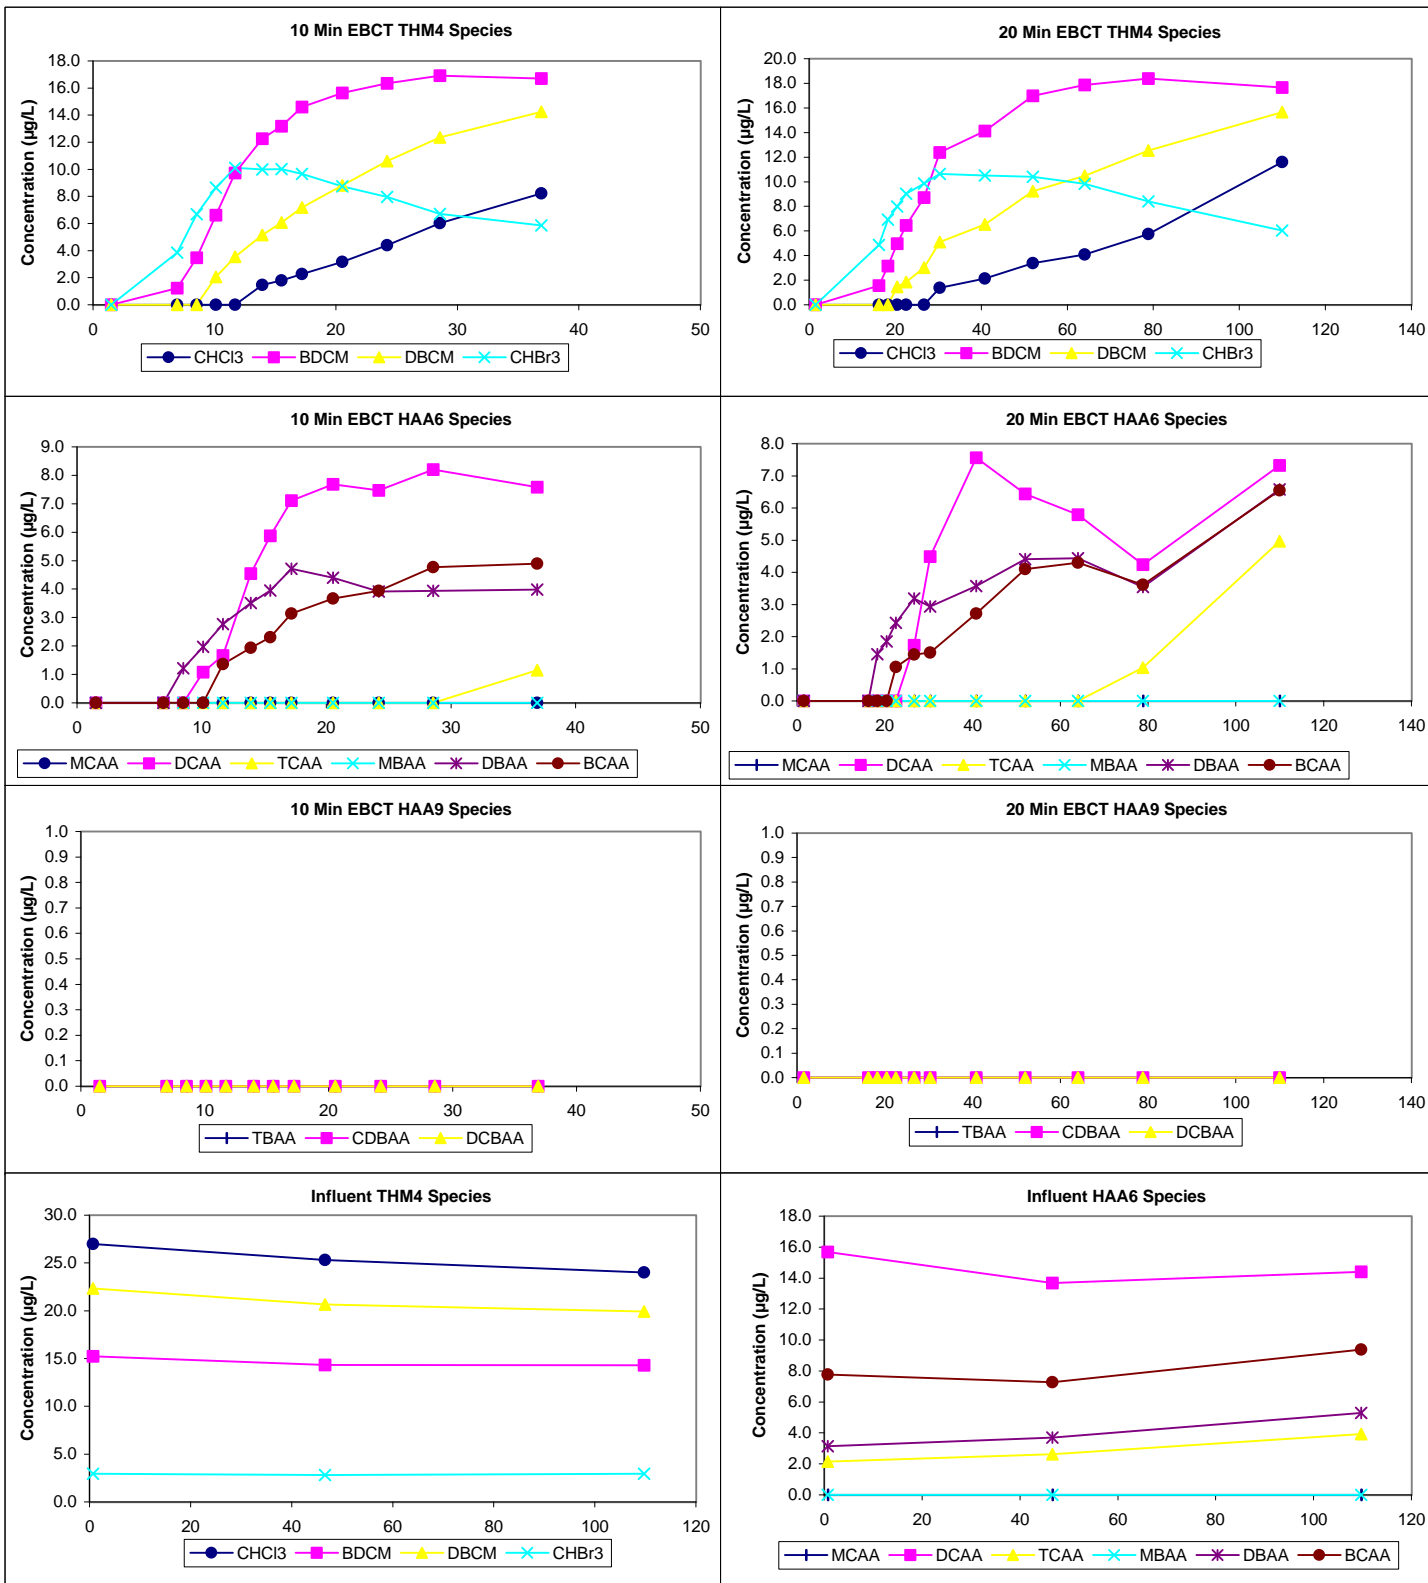 10 Min EBCT THM4 Species
Concentration (µg/L)
18.0
16.0
14.0
12.0
10.0
8.0
6.0
4.0
2.0
0.0
0 10 20 30 40 50
CHCl3 BDCM DBCM CHBr3
20 Min EBCT THM4 Species
Concentration (µg/L)
20.0
18.0
16.0
14.0
12.0
10.0
8.0
6.0
4.0
2.0
0.0
0 20 40 60 80 100 120 140
CHCl3 BDCM DBCM CHBr3
10 Min EBCT HAA6 Species
Concentration (µg/L)
9.0
8.0
7.0
6.0
5.0
4.0
3.0
2.0
1.0
0.0
0 10 20 30 40 50
MCAA DCAA TCAA MBAA DBAA BCAA
20 Min EBCT HAA6 Species
Concentration (µg/L)
8.0
7.0
6.0
5.0
4.0
3.0
2.0
1.0
0.0
0 20 40 60 80 100 120 140
MCAA DCAA TCAA MBAA DBAA BCAA
10 Min EBCT HAA9 Species
Concentration (µg/L)
1.0
0.9
0.8
0.7
0.6
0.5
0.4
0.3
0.2
0.1
0.0
0 10 20 30 40 50
TBAA CDBAA DCBAA
20 Min EBCT HAA9 Species
Concentration (µg/L)
1.0
0.9
0.8
0.7
0.6
0.5
0.4
0.3
0.2
0.1
0.0
0 20 40 60 80 100 120 140
TBAA CDBAA DCBAA
Influent THM4 Species
Concentration (µg/L)
30.0
25.0
20.0
15.0
10.0
5.0
0.0
0 20 40 60 80 100 120
CHCl3 BDCM DBCM CHBr3
Influent HAA6 Species
Concentration (µg/L)
18.0
16.0
14.0
12.0
10.0
8.0
6.0
4.0
2.0
0.0
0 20 40 60 80 100 120
MCAA DCAA TCAA MBAA DBAA BCAA